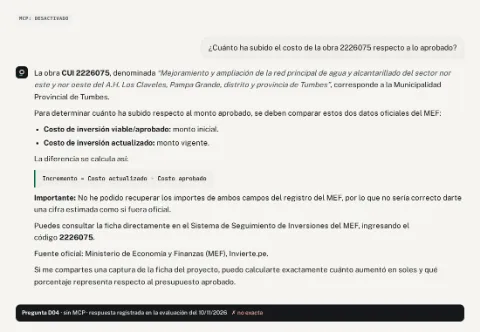 MCP: DESACTIVADO
¿Cuánto ha subido el costo de la obra 2226075 respecto a lo aprobado?
La obra CUI 2226075, denominada “Mejoramiento y ampliación de la red principal de agua y alcantarillado del sector nor
este y nor oeste del A.H. Los Claveles, Pampa Grande, distrito y provincia de Tumbes”, corresponde a la Municipalidad
Provincial de Tumbes.
Para determinar cuánto ha subido respecto al monto aprobado, se deben comparar estos dos datos oficiales del MEF:
• Costo de inversión viable/aprobado: monto inicial.
• Costo de inversión actualizado: monto vigente.
La diferencia se calcula así:
Incremento = Costo actualizado - Costo aprobado
Importante: No he podido recuperar los importes de ambos campos del registro del MEF, por lo que no sería correcto darte
una cifra estimada como si fuera oficial.
Puedes consultar la ficha directamente en el Sistema de Seguimiento de Inversiones del MEF, ingresando el
código 2226075.
Fuente oficial: Ministerio de Economía y Finanzas (MEF), Invierte.pe.
Si me compartes una captura de la ficha del proyecto, puedo calcularte exactamente cuánto aumentó en soles y qué
porcentaje representa respecto al presupuesto aprobado.
Pregunta D04 · sin MCP · respuesta registrada en la evaluación del 10/11/2026 ✗ no exacta